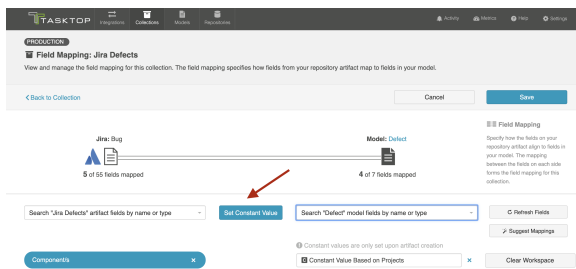 TASKTOP
Integrations
Collections
Models
Repositories
Activity
Metrics
Help
Settings
PRODUCTION
Field Mapping: Jira Defects
View and manage the field mapping for this collection. The field mapping specifies how fields from your repository artifact map to fields in your model.
Back to Collection
Cancel
Save
Jira: Bug
Model: Defect
5 of 55 fields mapped
4 of 7 fields mapped
Field Mapping
Specify how the fields on your
repository artifact align to fields in
your model. The mapping
between the fields on each side
forms the field mapping for this
collection.
Search "Jira Defects" artifact fields by name or type
Set Constant Value
Search "Defect" model fields by name or type
Refresh Fields
Suggest Mappings
Constant values are only set upon artifact creation
Component/s
C Constant Value Based on Projects
Clear Workspace